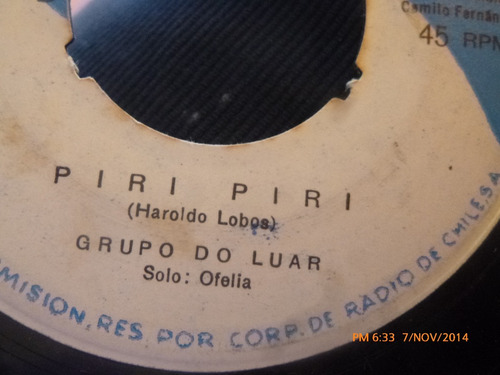 Camilo Fernán
45 RPM
PIRI PIRI
(Haroldo Lobos)
GRUPO DO LUAR
Solo: Ofelia
MISION, RES. POR CORP. DE RADIO DE CHILE, S.A.
PM 6:33 7/NOV/2014